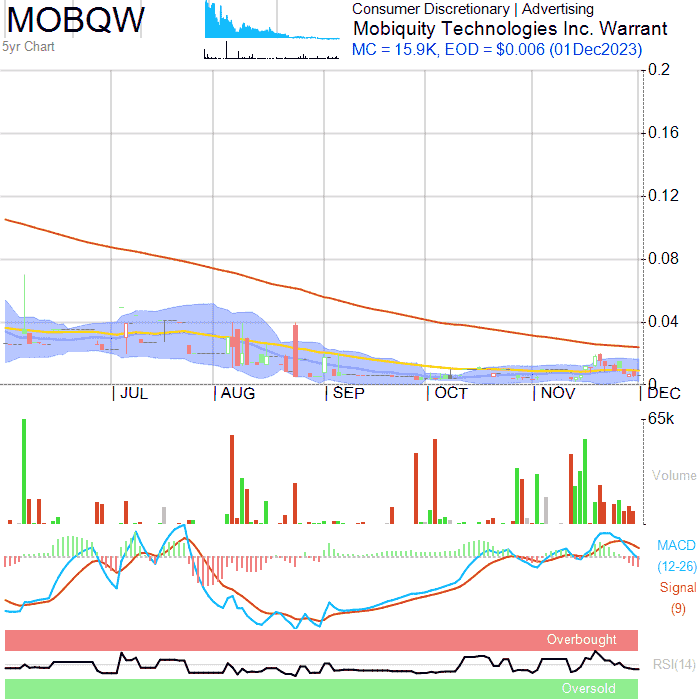 MOBQW
5yr Chart
Consumer Discretionary | Advertising
Mobiquity Technologies Inc. Warrant
MC = 15.9K, EOD = $0.006 (01Dec2023)
0.2
0.16
0.12
0.08
0.04
0
JUL AUG SEP OCT NOV DEC
65k
Volume
MACD
(12-26)
Signal
(9)
Overbought
RSI(14)
Oversold